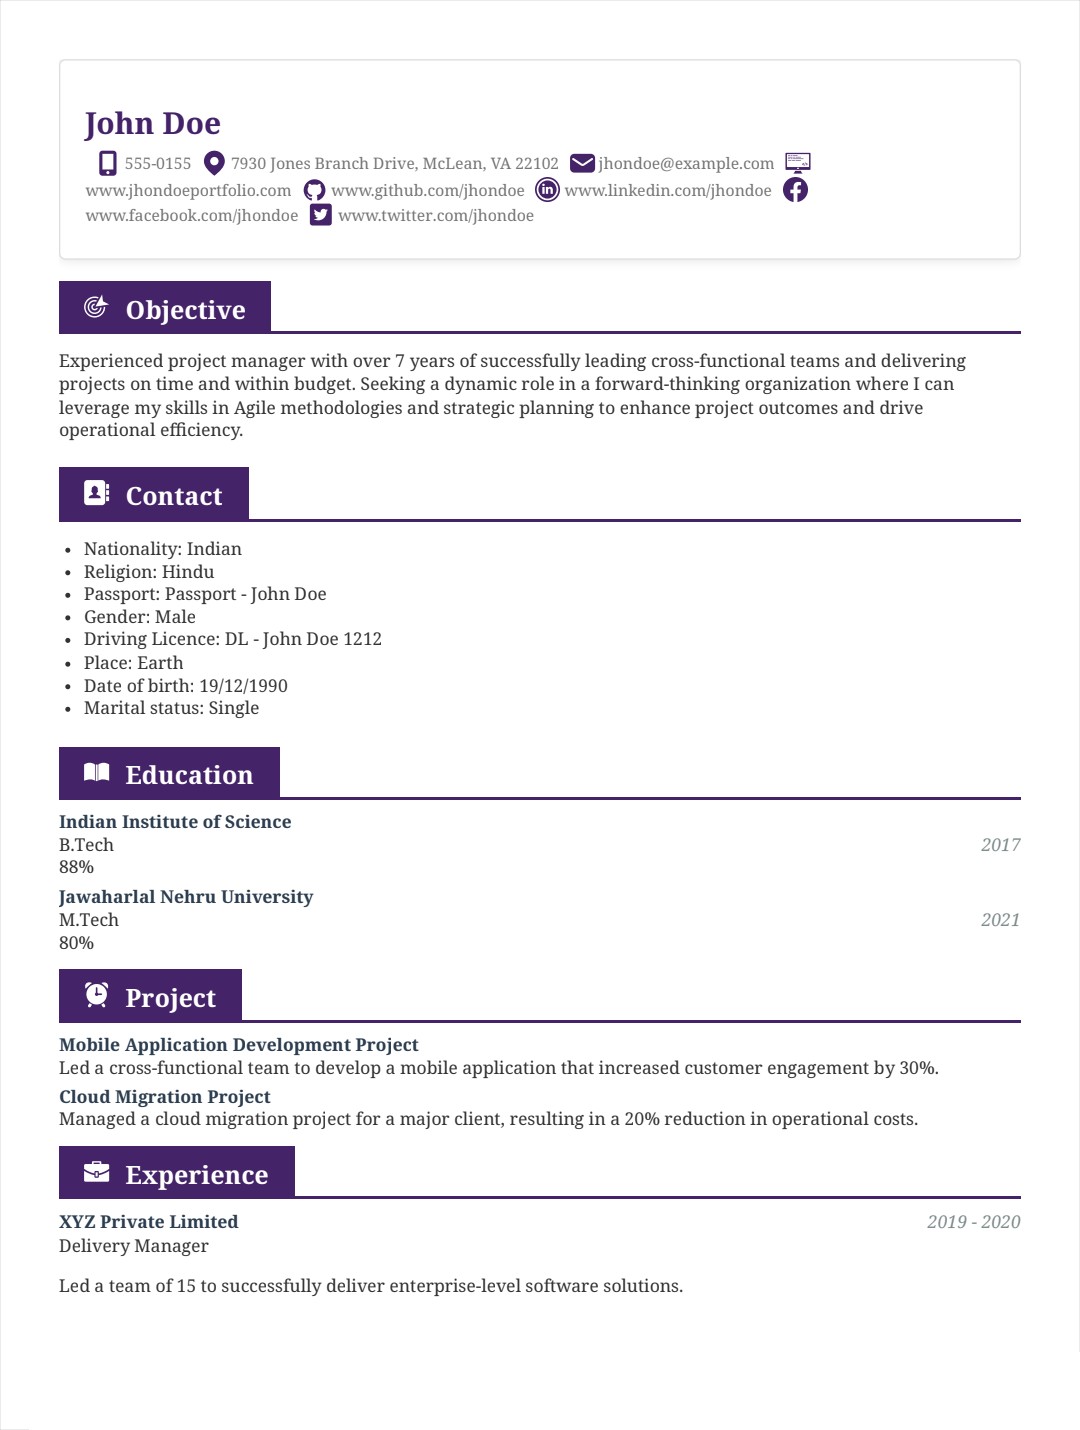 John Doe
555-0155 7930 Jones Branch Drive, McLean, VA 22102 jhondoe@example.com
www.jhondoeportfolio.com www.github.com/jhondoe www.linkedin.com/jhondoe
www.facebook.com/jhondoe www.twitter.com/jhondoe
Objective
Experienced project manager with over 7 years of successfully leading cross-functional teams and delivering
projects on time and within budget. Seeking a dynamic role in a forward-thinking organization where I can
leverage my skills in Agile methodologies and strategic planning to enhance project outcomes and drive
operational efficiency.
Contact
• Nationality: Indian
• Religion: Hindu
• Passport: Passport - John Doe
• Gender: Male
• Driving Licence: DL - John Doe 1212
• Place: Earth
• Date of birth: 19/12/1990
• Marital status: Single
Education
Indian Institute of Science
B.Tech 2017
88%
Jawaharlal Nehru University
M.Tech 2021
80%
Project
Mobile Application Development Project
Led a cross-functional team to develop a mobile application that increased customer engagement by 30%.
Cloud Migration Project
Managed a cloud migration project for a major client, resulting in a 20% reduction in operational costs.
Experience
XYZ Private Limited 2019 - 2020
Delivery Manager
Led a team of 15 to successfully deliver enterprise-level software solutions.